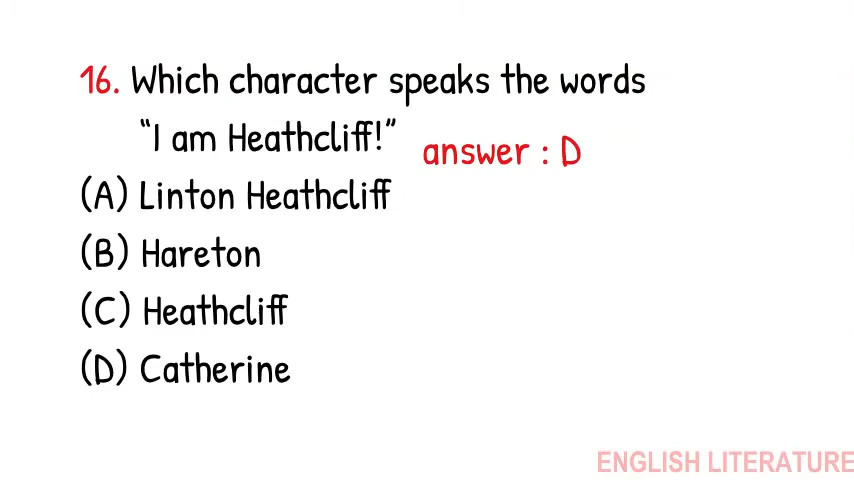 16. Which character speaks the words
“I am Heathcliff!”
answer : D
(A) Linton Heathcliff
(B) Hareton
(C) Heathcliff
(D) Catherine
ENGLISH LITERATURE